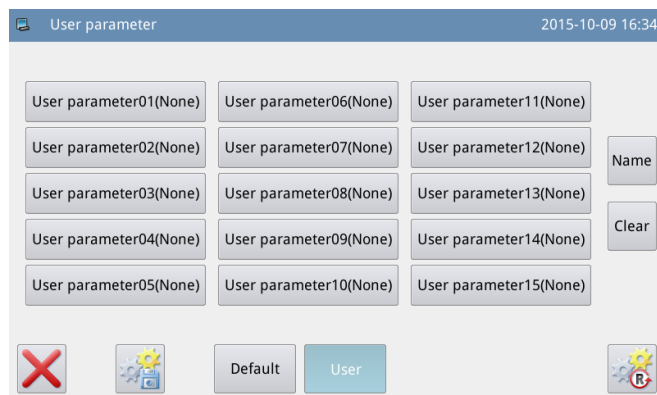 User parameter 2015-10-09 16:34
User parameter01(None) User parameter06(None) User parameter11(None)
User parameter02(None) User parameter07(None) User parameter12(None)
Name
User parameter03(None) User parameter08(None) User parameter13(None)
User parameter04(None) User parameter09(None) User parameter14(None)
Clear
User parameter05(None) User parameter10(None) User parameter15(None)
Default User
R